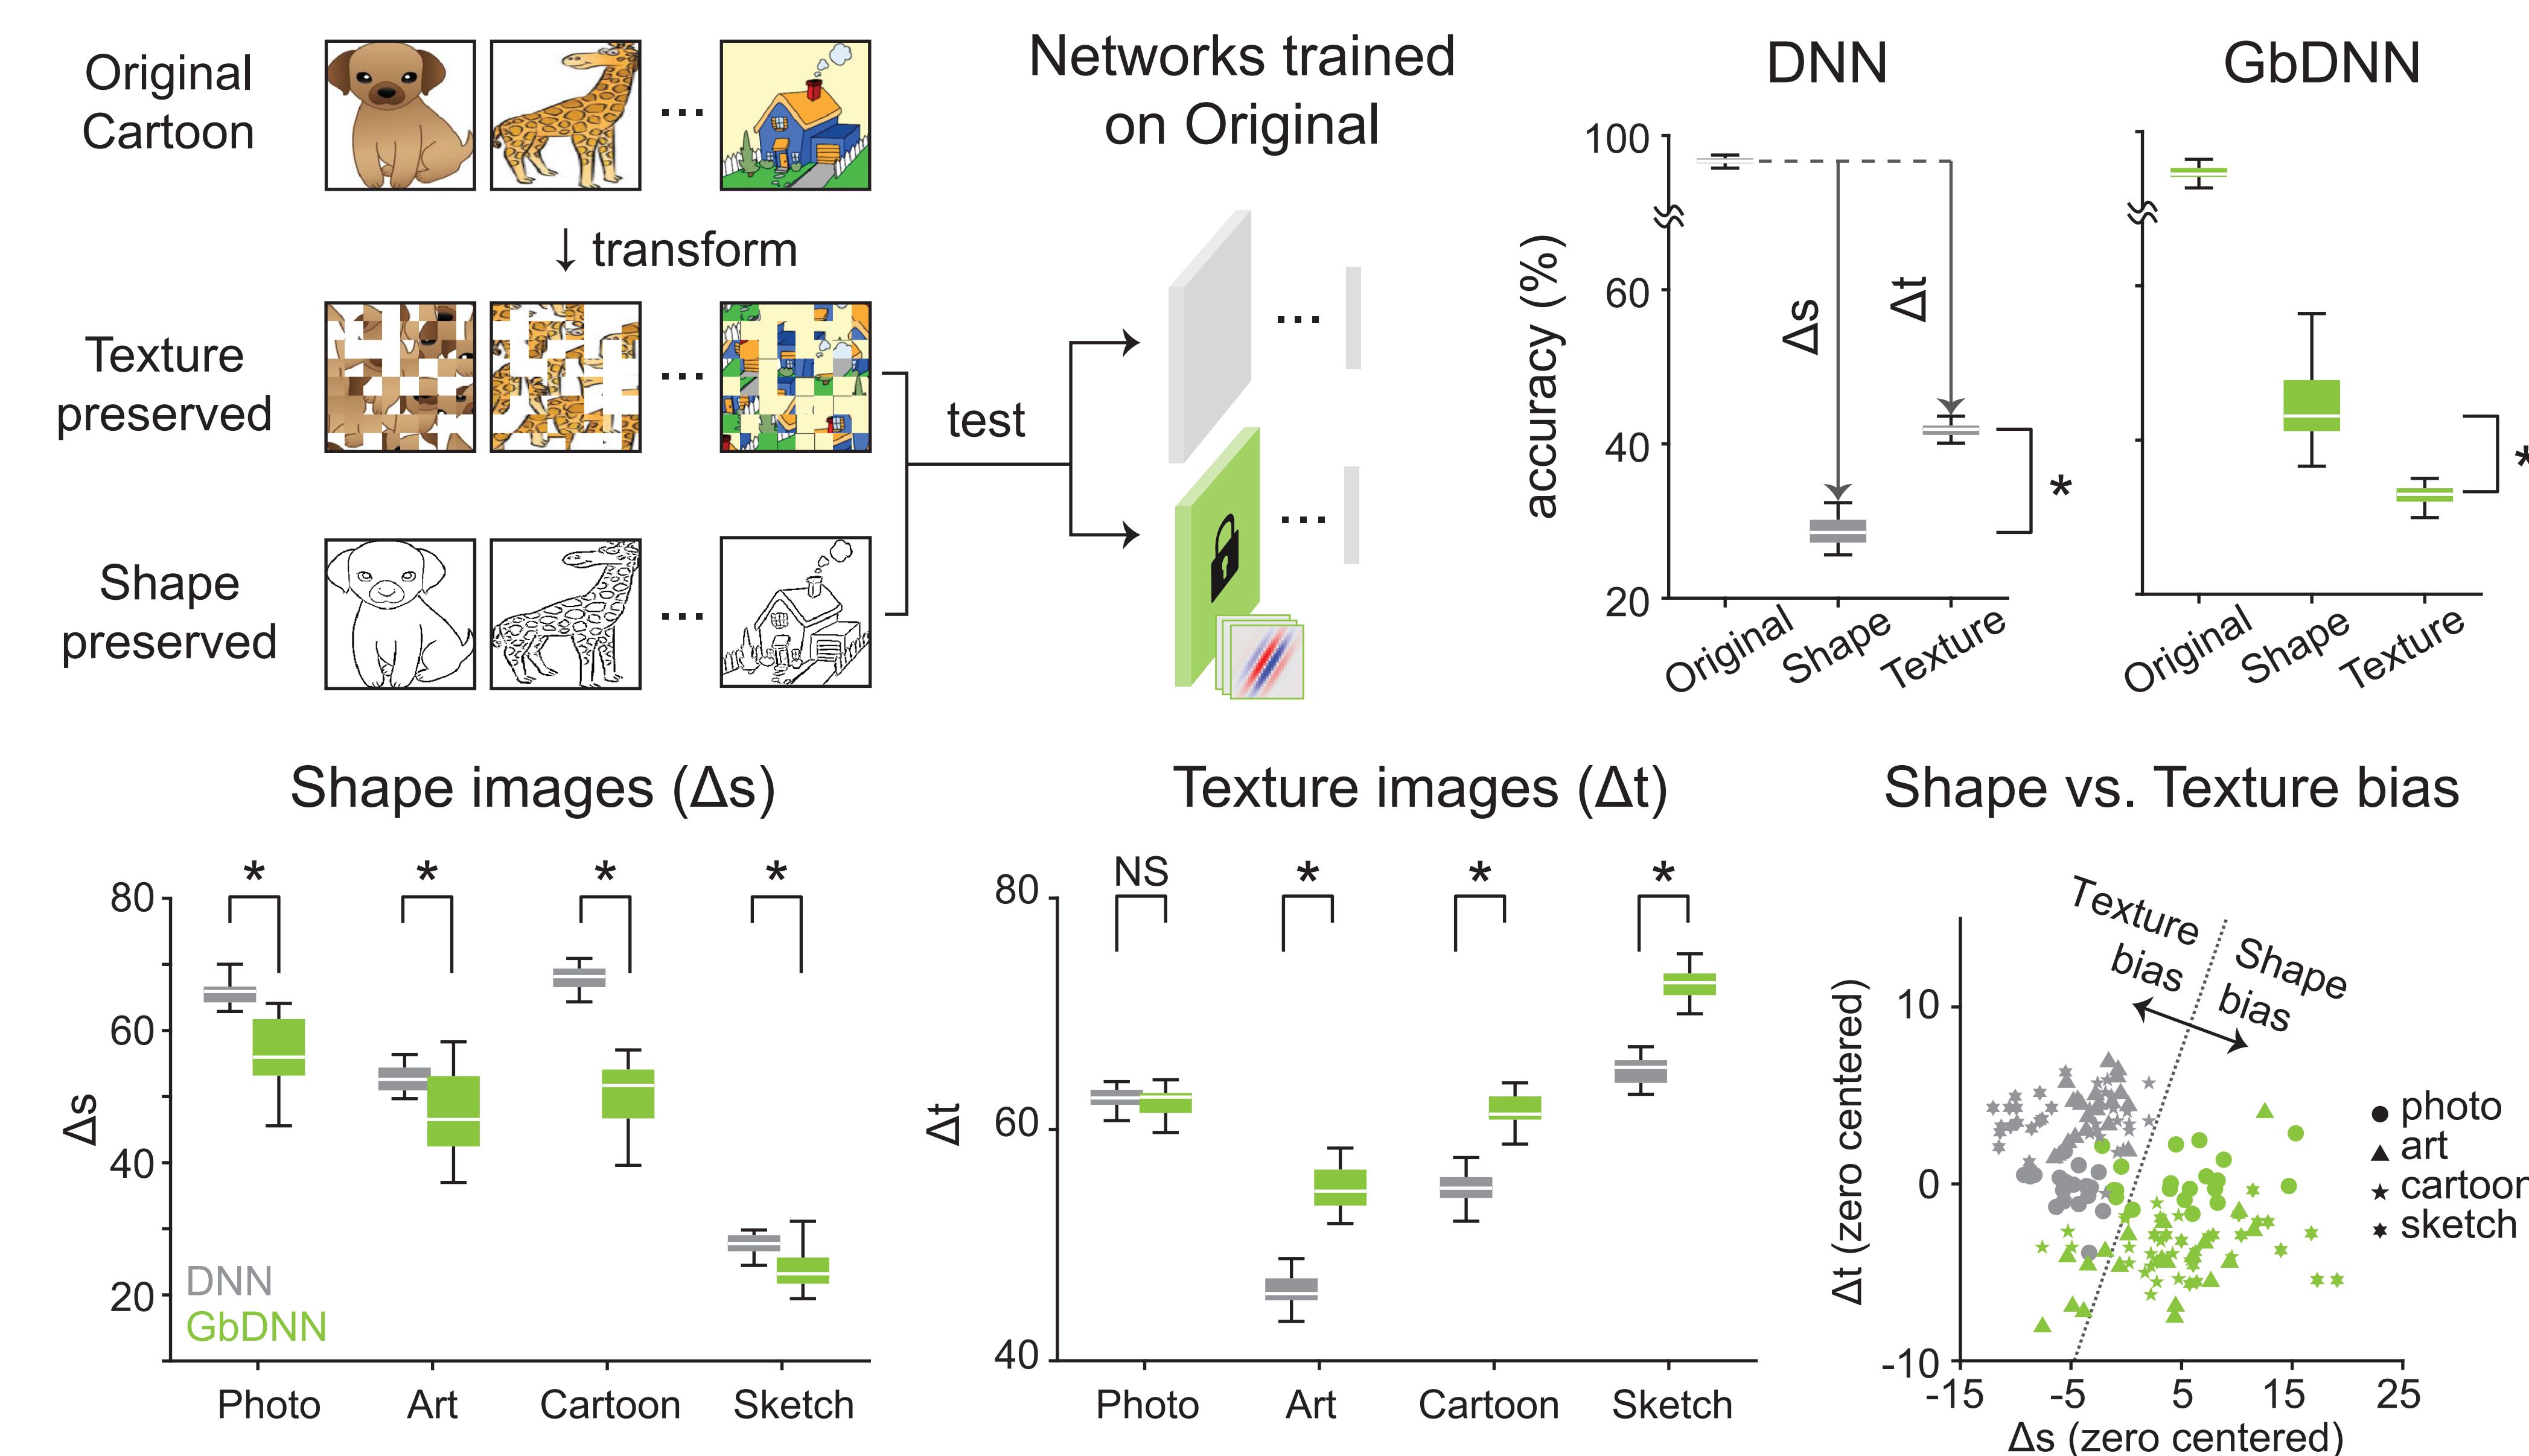 Original
Cartoon
↓ transform
Texture
preserved
Shape
preserved
...
...
...
test
Networks trained
on Original
...
...
DNN
accuracy (%)
100
60
40
20
Δs
Δt
*
Original
Shape
Texture
GbDNN
*
Original
Shape
Texture
Shape images (Δs)
Δs
80
60
40
20
*
*
*
*
DNN
GbDNN
Photo
Art
Cartoon
Sketch
Texture images (Δt)
Δt
80
60
40
NS
*
*
*
Photo
Art
Cartoon
Sketch
Shape vs. Texture bias
Texture
bias
Shape
bias
Δt (zero centered)
10
0
-10
-15
-5
5
15
25
Δs (zero centered)
photo
art
cartoon
sketch